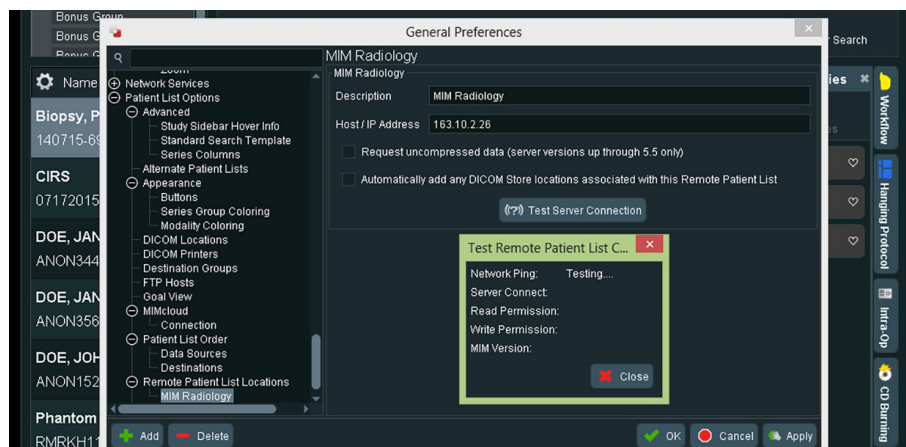 Bonus Group
Bonus G
General Preferences
Search
MIM Radiology
Name
Network Services
Patient List Options
Advanced
Study Sidebar Hover Info
Standard Search Template
Series Columns
Alternate Patient Lists
Appearance
Buttons
Series Group Coloring
Modality Coloring
DICOM Locations
DICOM Printers
Destination Groups
FTP Hosts
Goal View
MIMcloud
Connection
Patient List Order
Data Sources
Destinations
Remote Patient List Locations
MIM Radiology
Add
Delete
MIM Radiology
Description MIM Radiology
Host / IP Address 163.10.2.26
Request uncompressed data (server versions up through 5.5 only)
Automatically add any DICOM Store locations associated with this Remote Patient List
((?)) Test Server Connection
Test Remote Patient List C...
Network Ping: Testing....
Server Connect:
Read Permission:
Write Permission:
MIM Version:
Close
OK
Cancel
Apply
Biopsy, P
140715-69
CIRS
07172015
DOE, JAN
ANON344
DOE, JAN
ANON356
DOE, JOH
ANON152
Phantom
RMRKH11
ies
Workflow
Hanging Protocol
Intra-Op
CD Burning